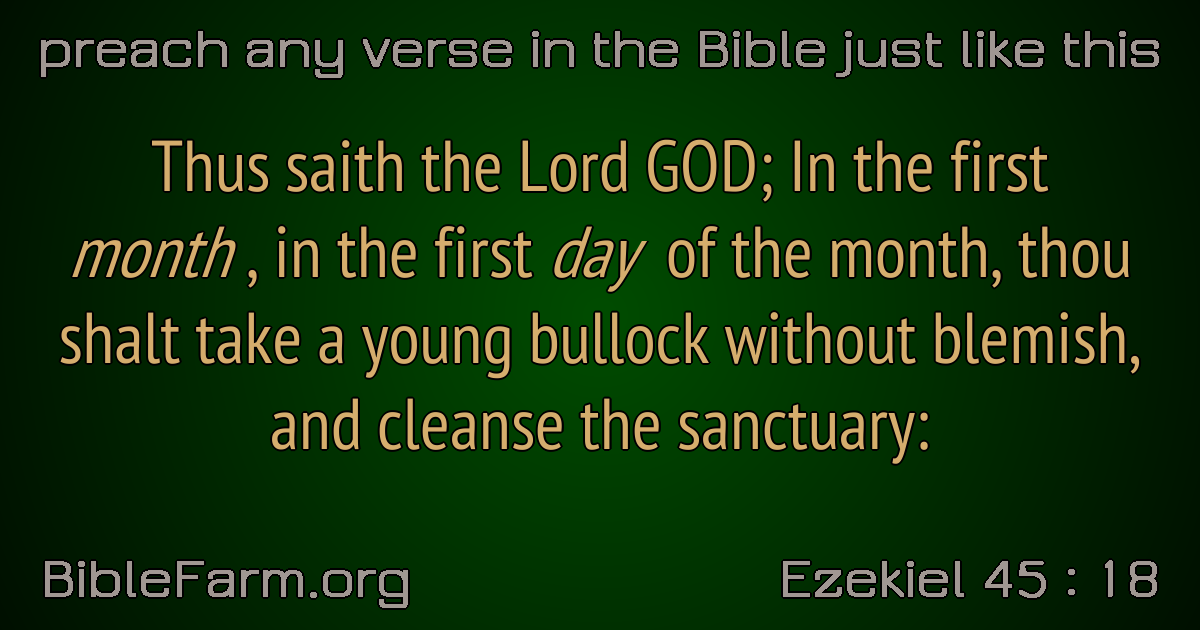 preach any verse in the Bible just like this
Thus saith the Lord GOD; In the first
month , in the first day of the month, thou
shalt take a young bullock without blemish,
and cleanse the sanctuary:
BibleFarm.org
Ezekiel 45 : 18